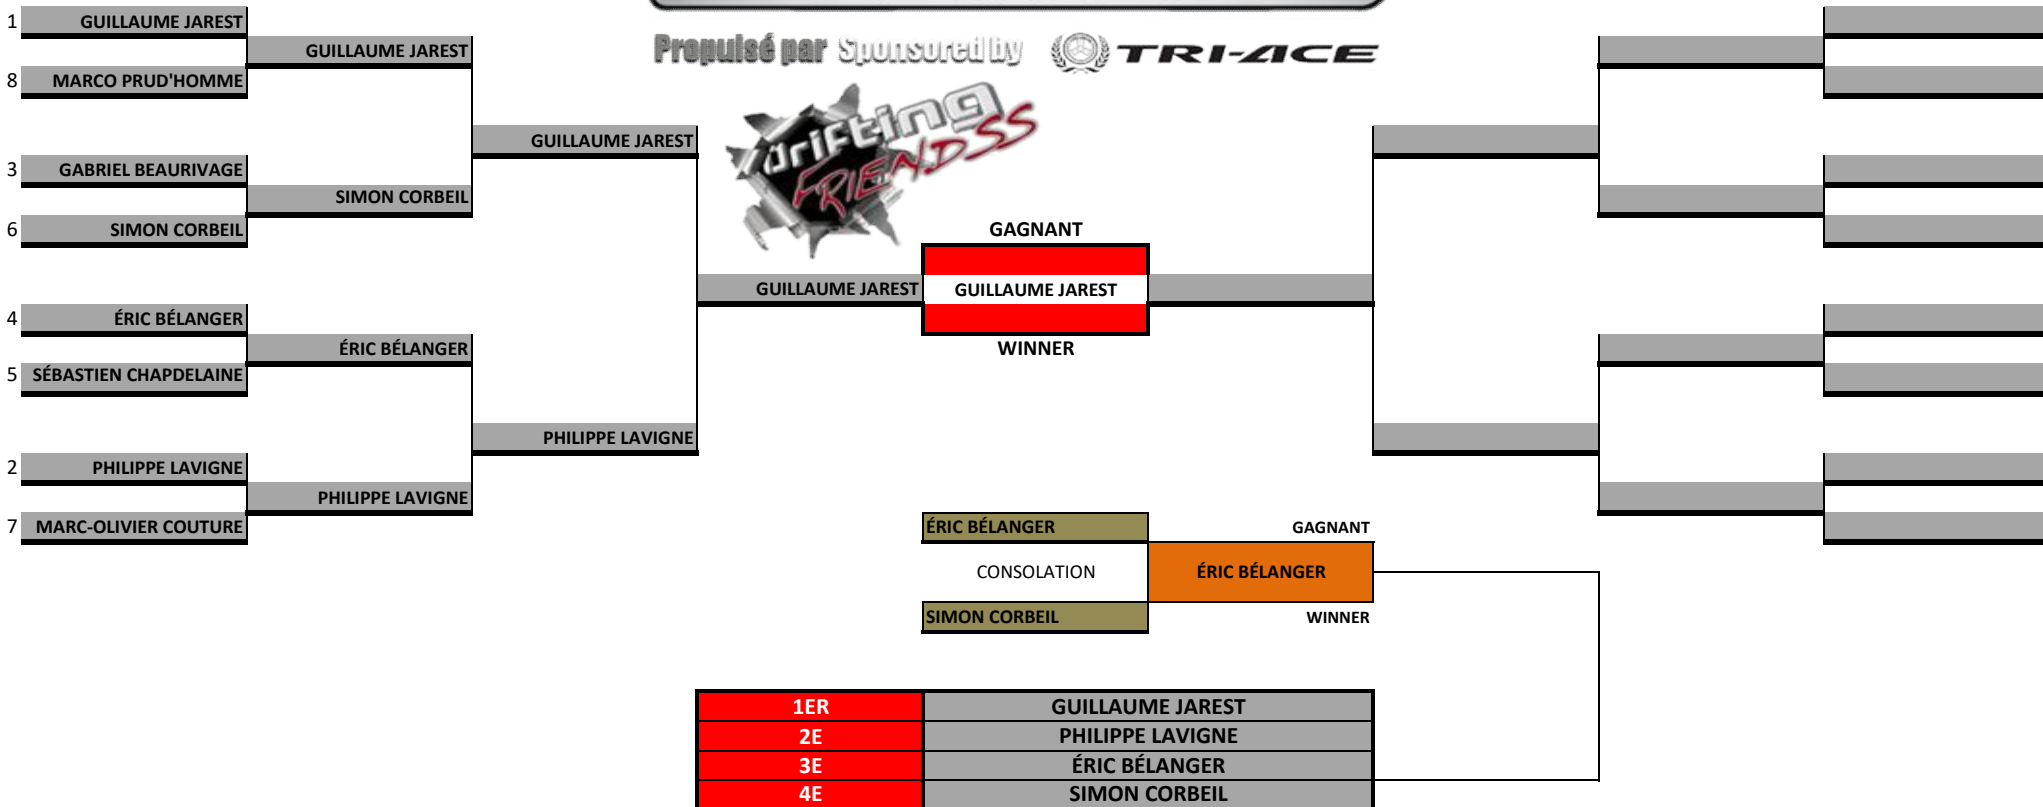 Propulsé par Sponsored by TRI-ACE
Drifting
FRIENDSS
1 GUILLAUME JAREST
GUILLAUME JAREST
8 MARCO PRUD'HOMME
GUILLAUME JAREST
3 GABRIEL BEAURIVAGE
SIMON CORBEIL
6 SIMON CORBEIL
GAGNANT
GUILLAUME JAREST
GUILLAUME JAREST
WINNER
4 ÉRIC BÉLANGER
ÉRIC BÉLANGER
5 SÉBASTIEN CHAPDELAINE
PHILIPPE LAVIGNE
2 PHILIPPE LAVIGNE
PHILIPPE LAVIGNE
7 MARC-OLIVIER COUTURE
ÉRIC BÉLANGER
GAGNANT
CONSOLATION
ÉRIC BÉLANGER
SIMON CORBEIL
WINNER
1ER GUILLAUME JAREST
2E PHILIPPE LAVIGNE
3E ÉRIC BÉLANGER
4E SIMON CORBEIL